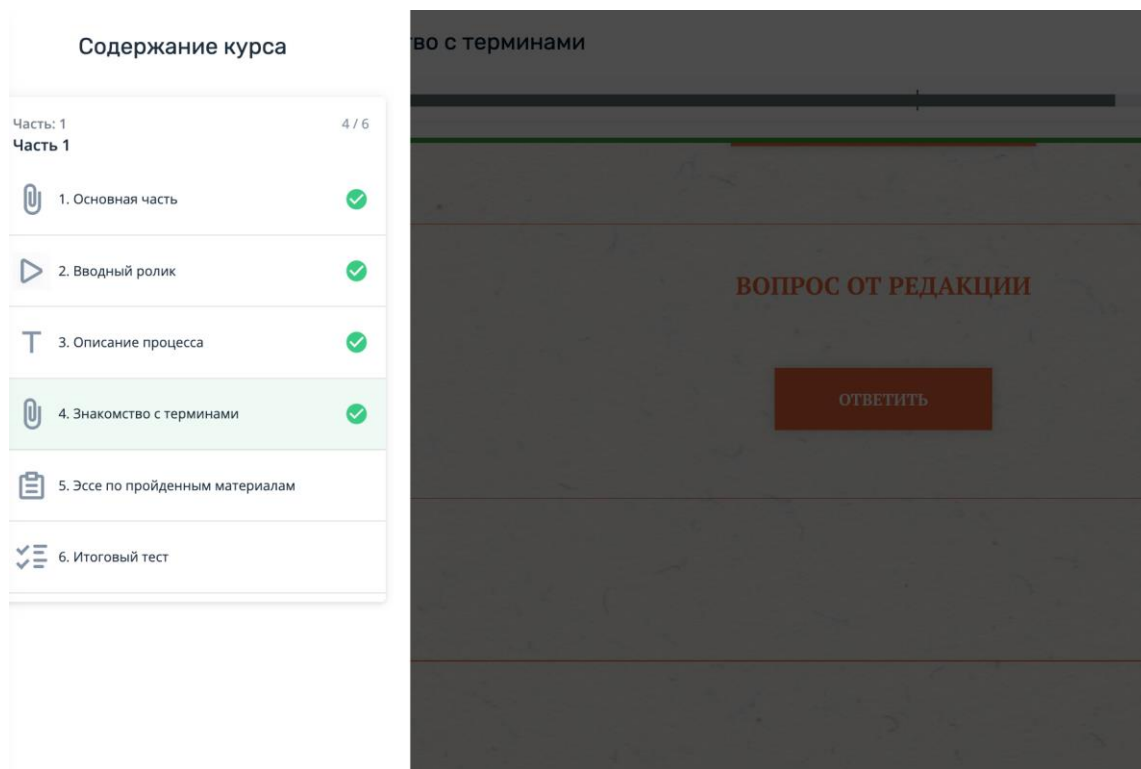 Содержание курса
Часть: 1
4 / 6
Часть 1
1. Основная часть
2. Вводный ролик
3. Описание процесса
4. Знакомство с терминами
5. Эссе по пройденным материалам
6. Итоговый тест
во с терминами
ВОПРОС ОТ РЕДАКЦИИ
ОТВЕТИТЬ